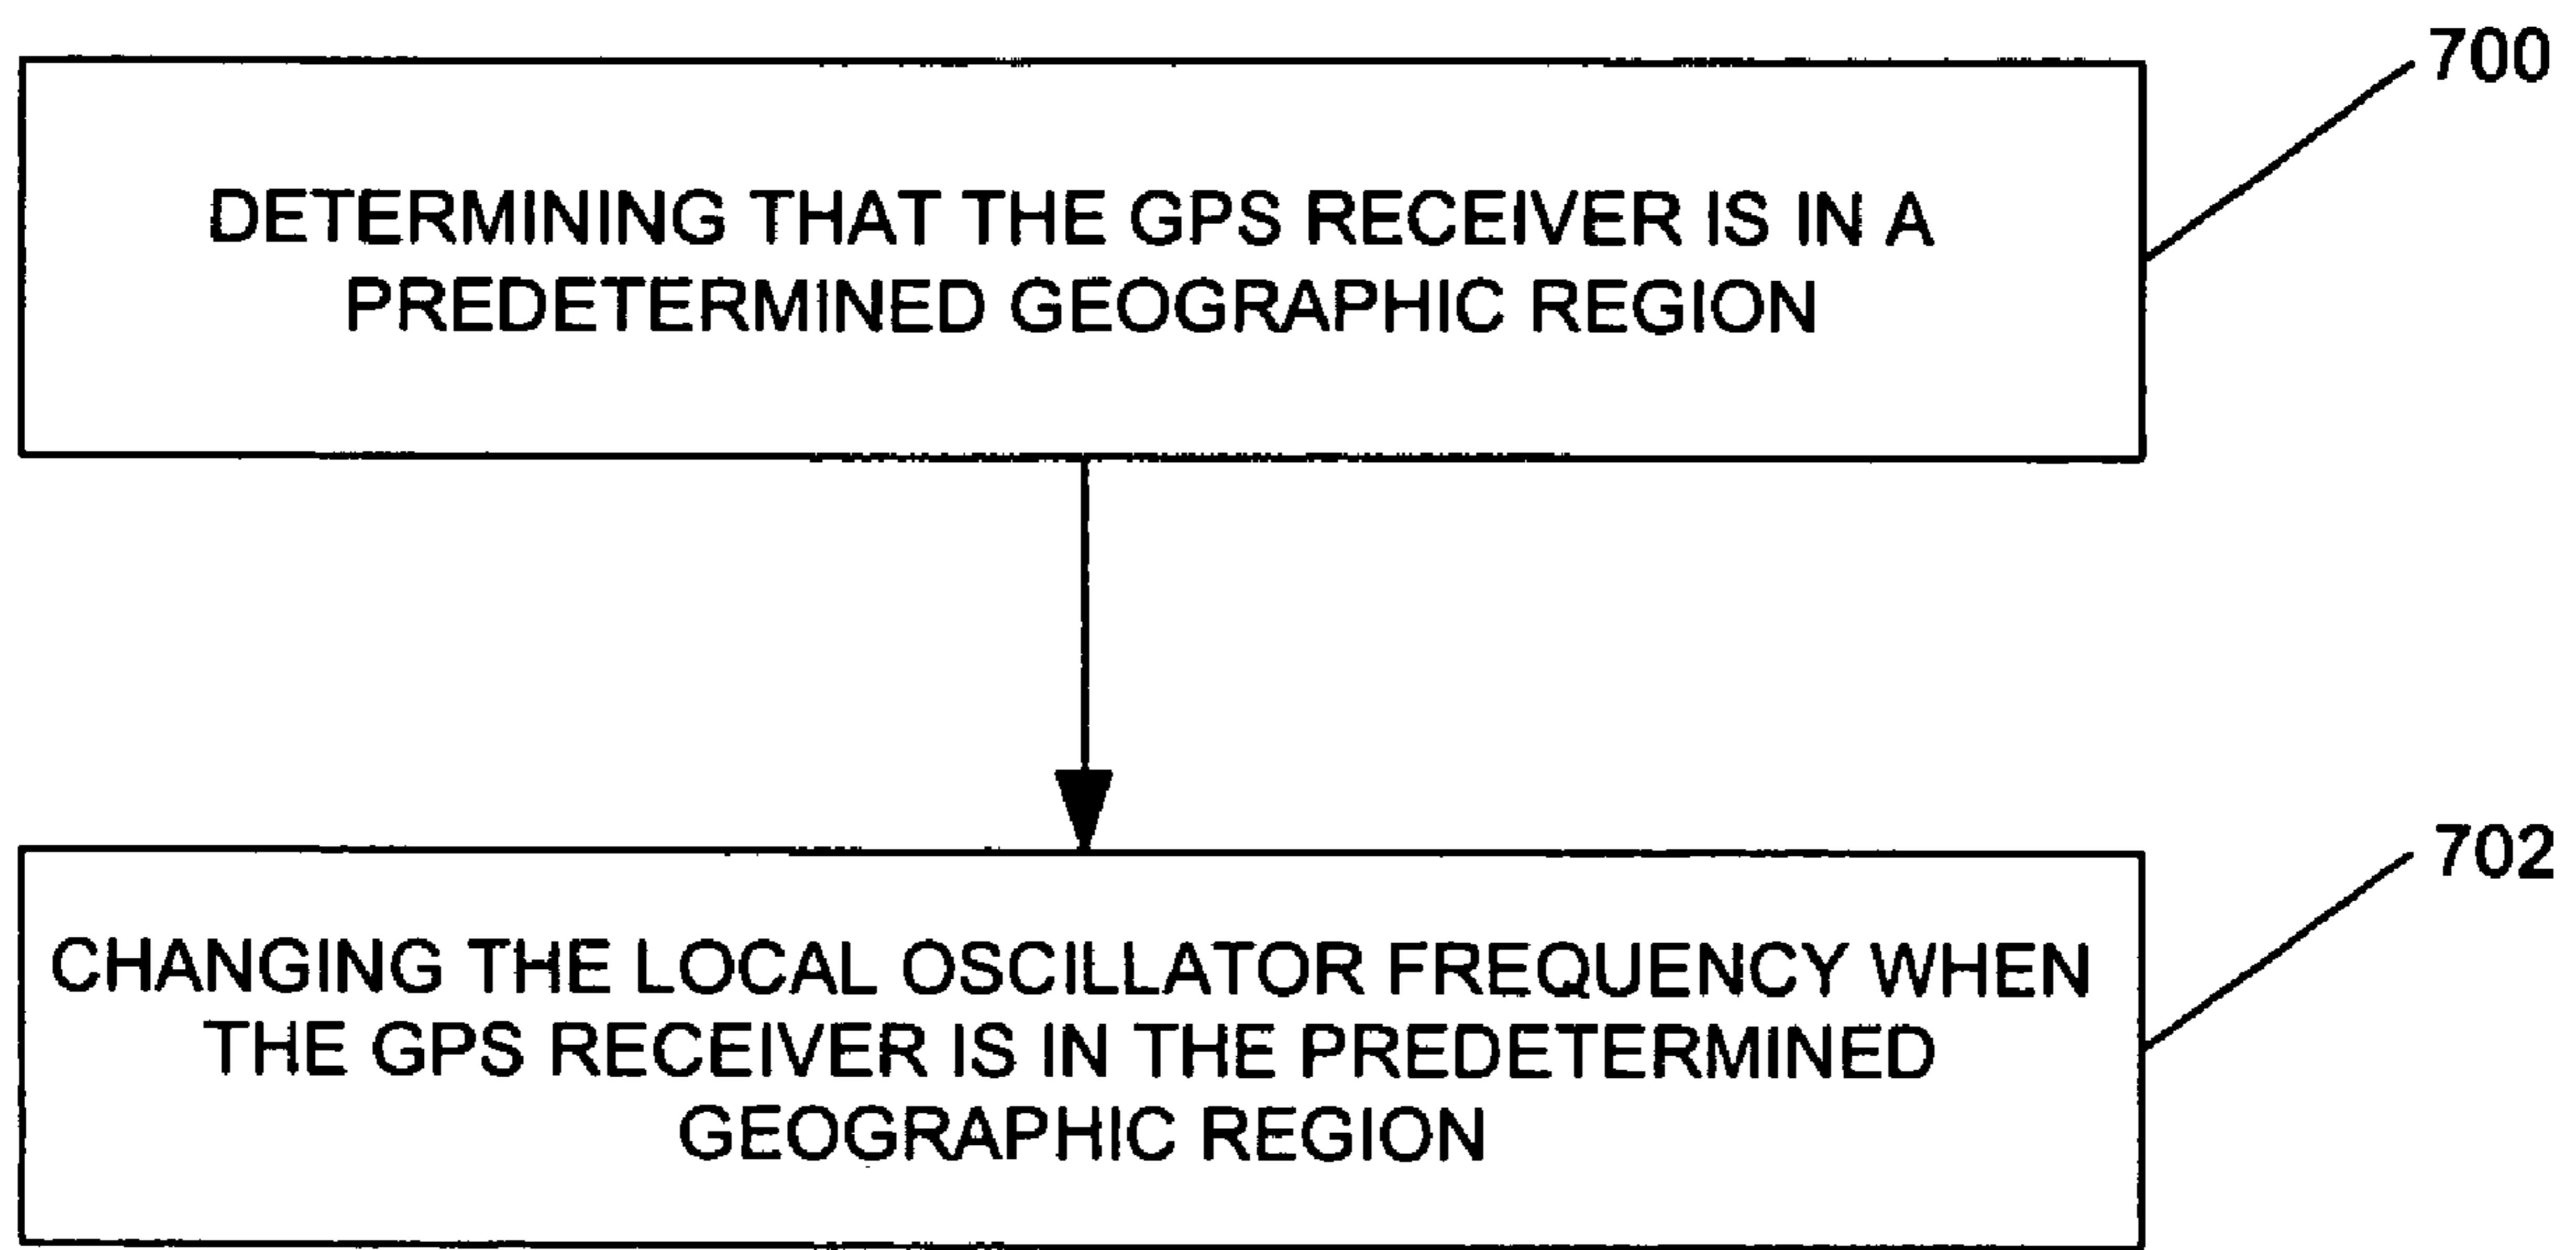 700
DETERMINING THAT THE GPS RECEIVER IS IN A
PREDETERMINED GEOGRAPHIC REGION
702
CHANGING THE LOCAL OSCILLATOR FREQUENCY WHEN
THE GPS RECEIVER IS IN THE PREDETERMINED
GEOGRAPHIC REGION